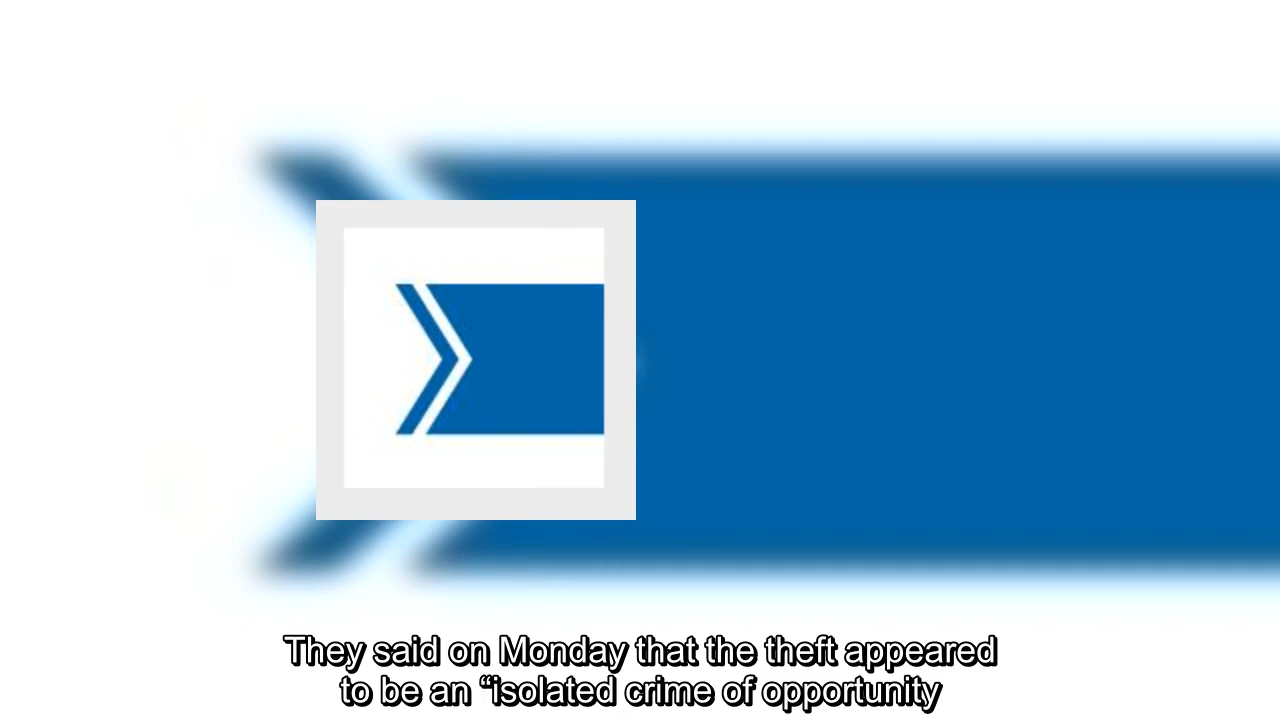 They said on Monday that the theft appeared
to be an “isolated crime of opportunity